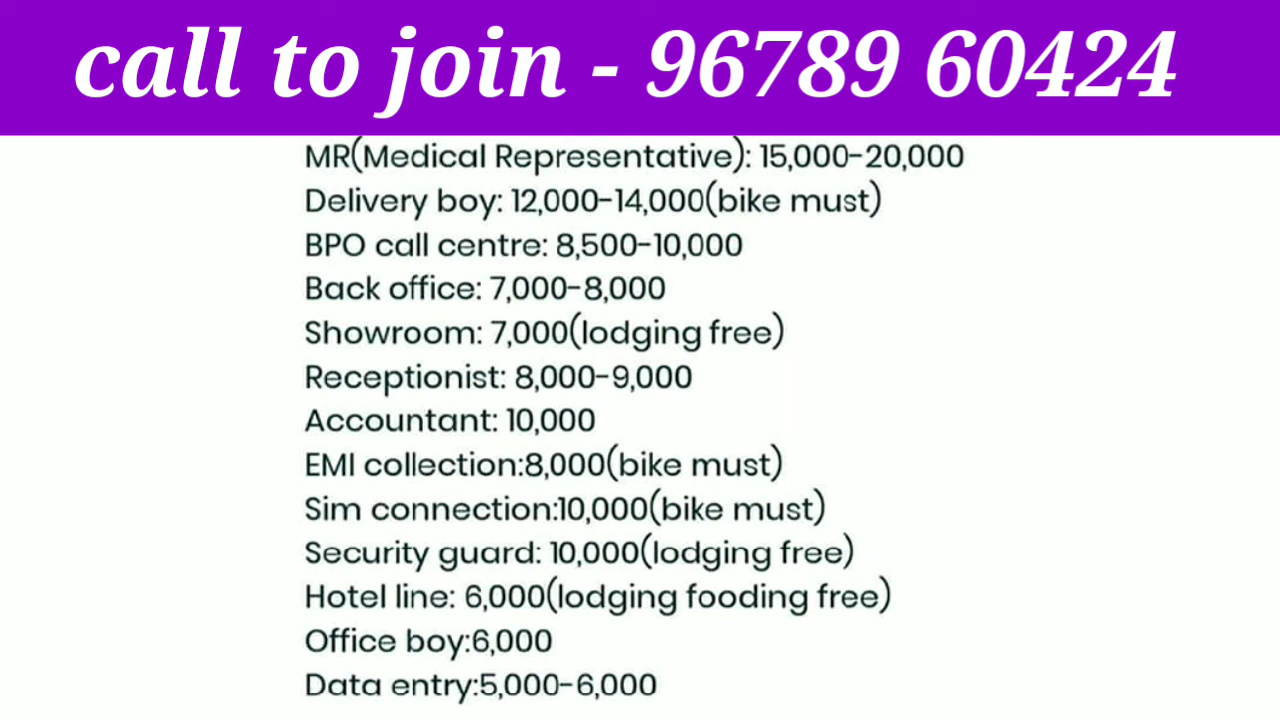 call to join - 96789 60424
MR(Medical Representative): 15,000-20,000
Delivery boy: 12,000-14,000(bike must)
BPO call centre: 8,500-10,000
Back office: 7,000-8,000
Showroom: 7,000(lodging free)
Receptionist: 8,000-9,000
Accountant: 10,000
EMI collection:8,000(bike must)
Sim connection:10,000(bike must)
Security guard: 10,000(lodging free)
Hotel line: 6,000(lodging fooding free)
Office boy:6,000
Data entry:5,000-6,000